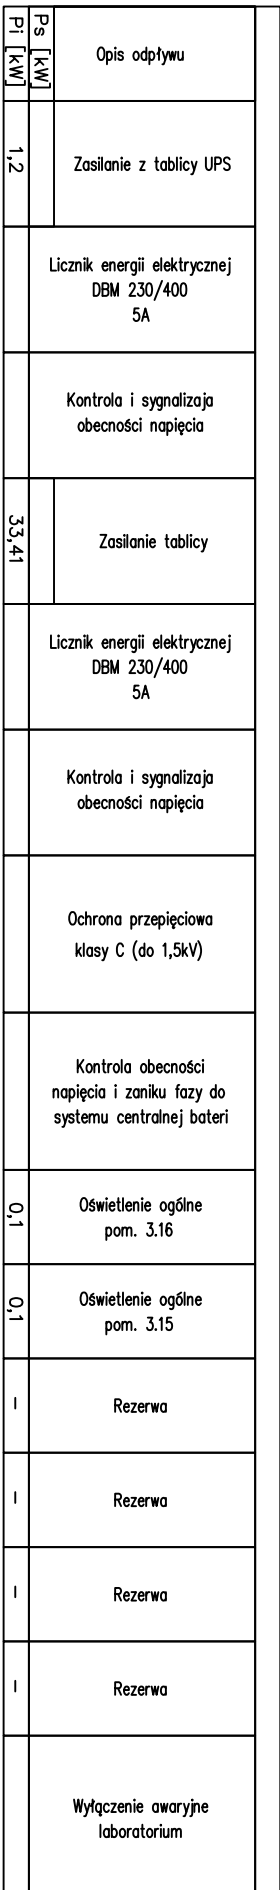 Pi [kW]
Ps [kW]
Opis odpływu
1,2
Zasilanie z tablicy UPS
Licznik energii elektrycznej
DBM 230/400
5A
Kontrola i sygnalizaja
obecności napięcia
33,41
Zasilanie tablicy
Licznik energii elektrycznej
DBM 230/400
5A
Kontrola i sygnalizaja
obecności napięcia
Ochrona przepięciowa
klasy C (do 1,5kV)
Kontrola obecności
napięcia i zaniku fazy do
systemu centralnej bateri
0,1
Oświetlenie ogólne
pom. 3.16
0,1
Oświetlenie ogólne
pom. 3.15
-
Rezerwa
-
Rezerwa
-
Rezerwa
-
Rezerwa
Wyłączenie awaryjne
laboratorium